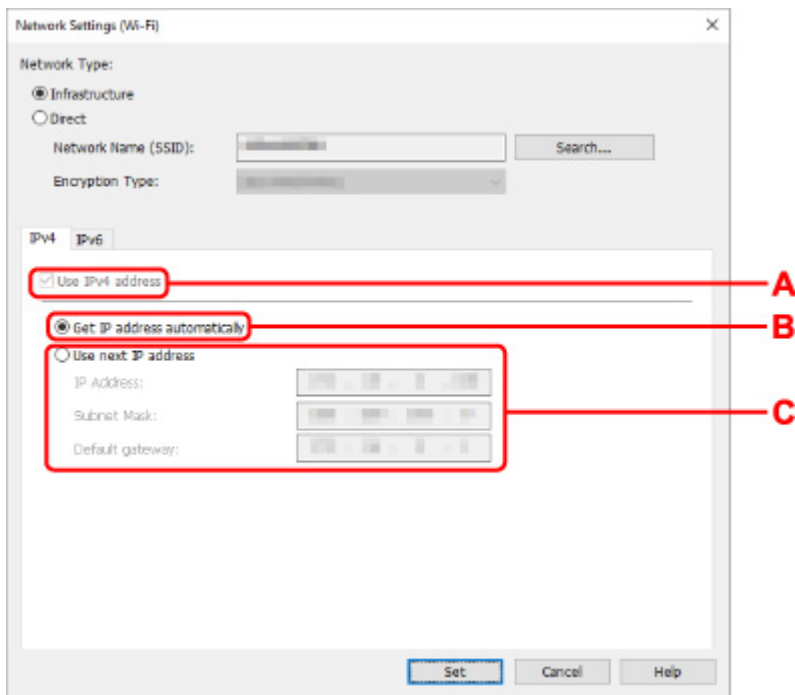 Network Settings (Wi-Fi)
Network Type:
Infrastructure
Direct
Network Name (SSID):
Search...
Encryption Type:
IPv4 IPv6
Use IPv4 address
A
Get IP address automatically
B
Use next IP address
IP Address:
Subnet Mask:
C
Default gateway:
Set Cancel Help